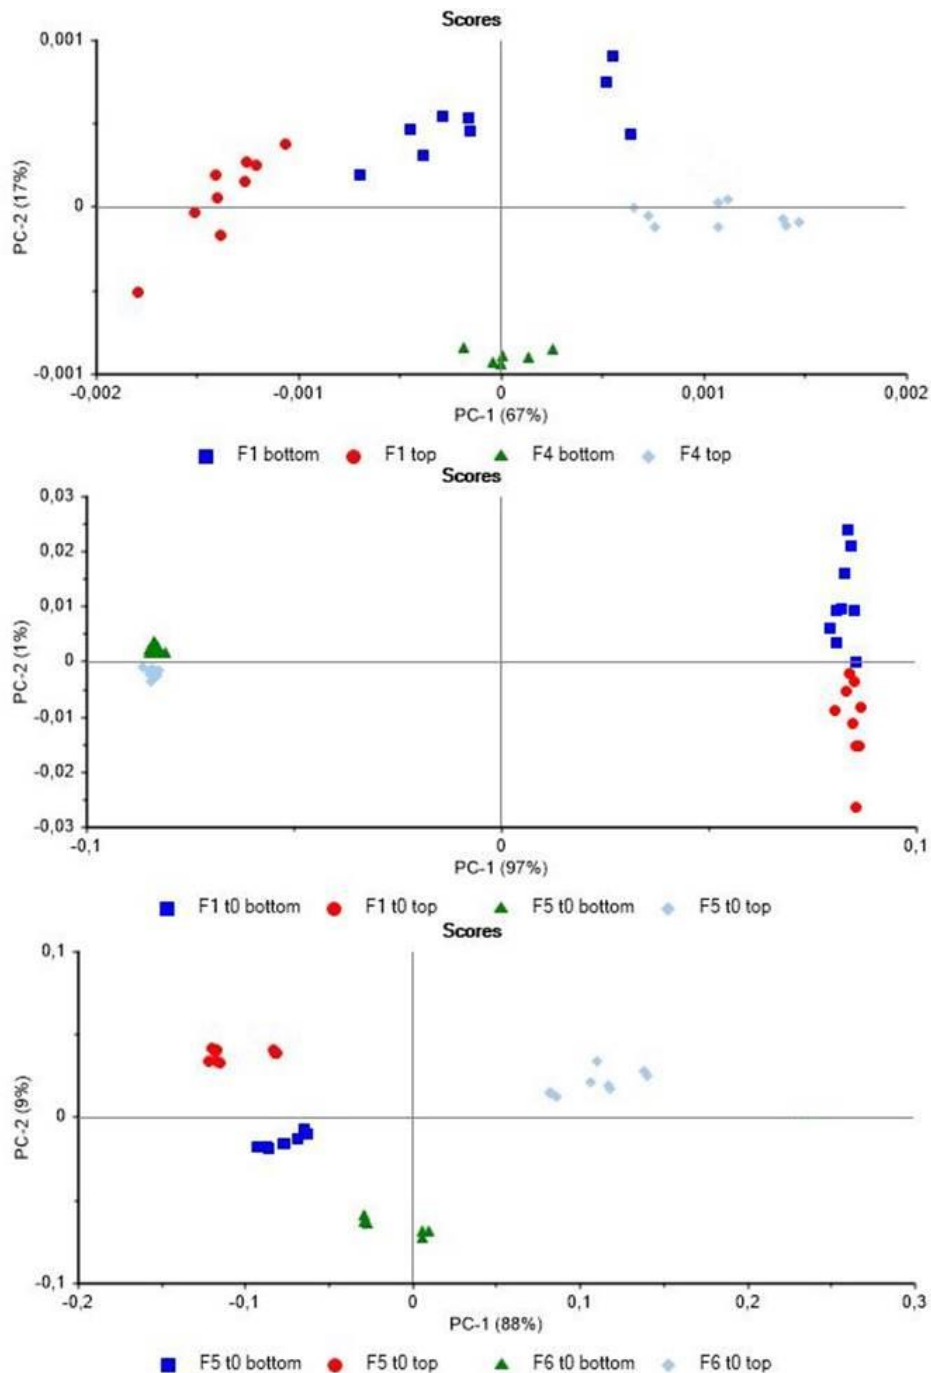 Scores
0,001
0
-0,001
PC-2 (17%)
-0,002 -0,001 0 0,001 0,002
PC-1 (67%)
F1 bottom F1 top F4 bottom F4 top
Scores
0,03
0,02
0,01
0
-0,01
-0,02
-0,03
PC-2 (1%)
-0,1 0 0,1
PC-1 (97%)
F1 t0 bottom F1 t0 top F5 t0 bottom F5 t0 top
Scores
0,1
0
-0,1
PC-2 (9%)
-0,2 -0,1 0 0,1 0,2 0,3
PC-1 (88%)
F5 t0 bottom F5 t0 top F6 t0 bottom F6 t0 top